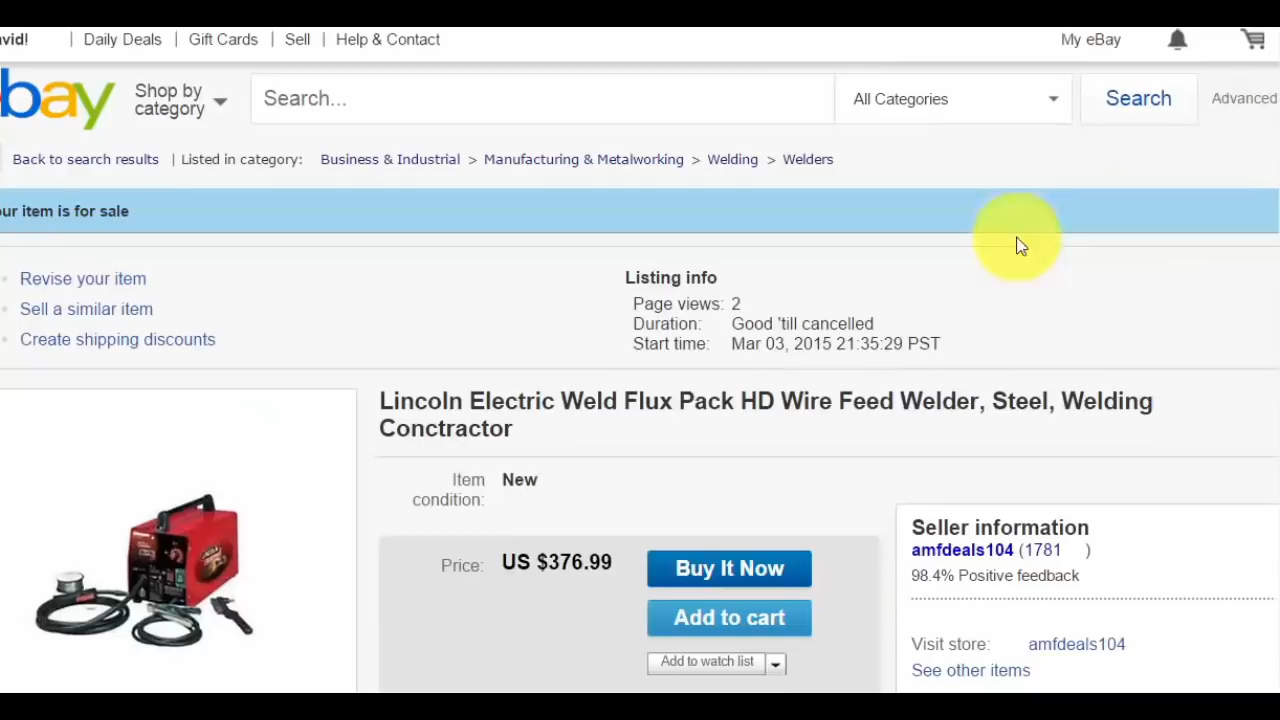 avid! | Daily Deals | Gift Cards | Sell | Help & Contact My eBay
ebay Shop by category Search... All Categories Search Advanced
Back to search results | Listed in category: Business & Industrial > Manufacturing & Metalworking > Welding > Welders
our item is for sale
Revise your item
Sell a similar item
Create shipping discounts
Listing info
Page views: 2
Duration: Good 'till cancelled
Start time: Mar 03, 2015 21:35:29 PST
Lincoln Electric Weld Flux Pack HD Wire Feed Welder, Steel, Welding
Conctractor
Item condition: New
Price: US $376.99
Buy It Now
Add to cart
Add to watch list
Seller information
amfdeals104 (1781 )
98.4% Positive feedback
Visit store: amfdeals104
See other items